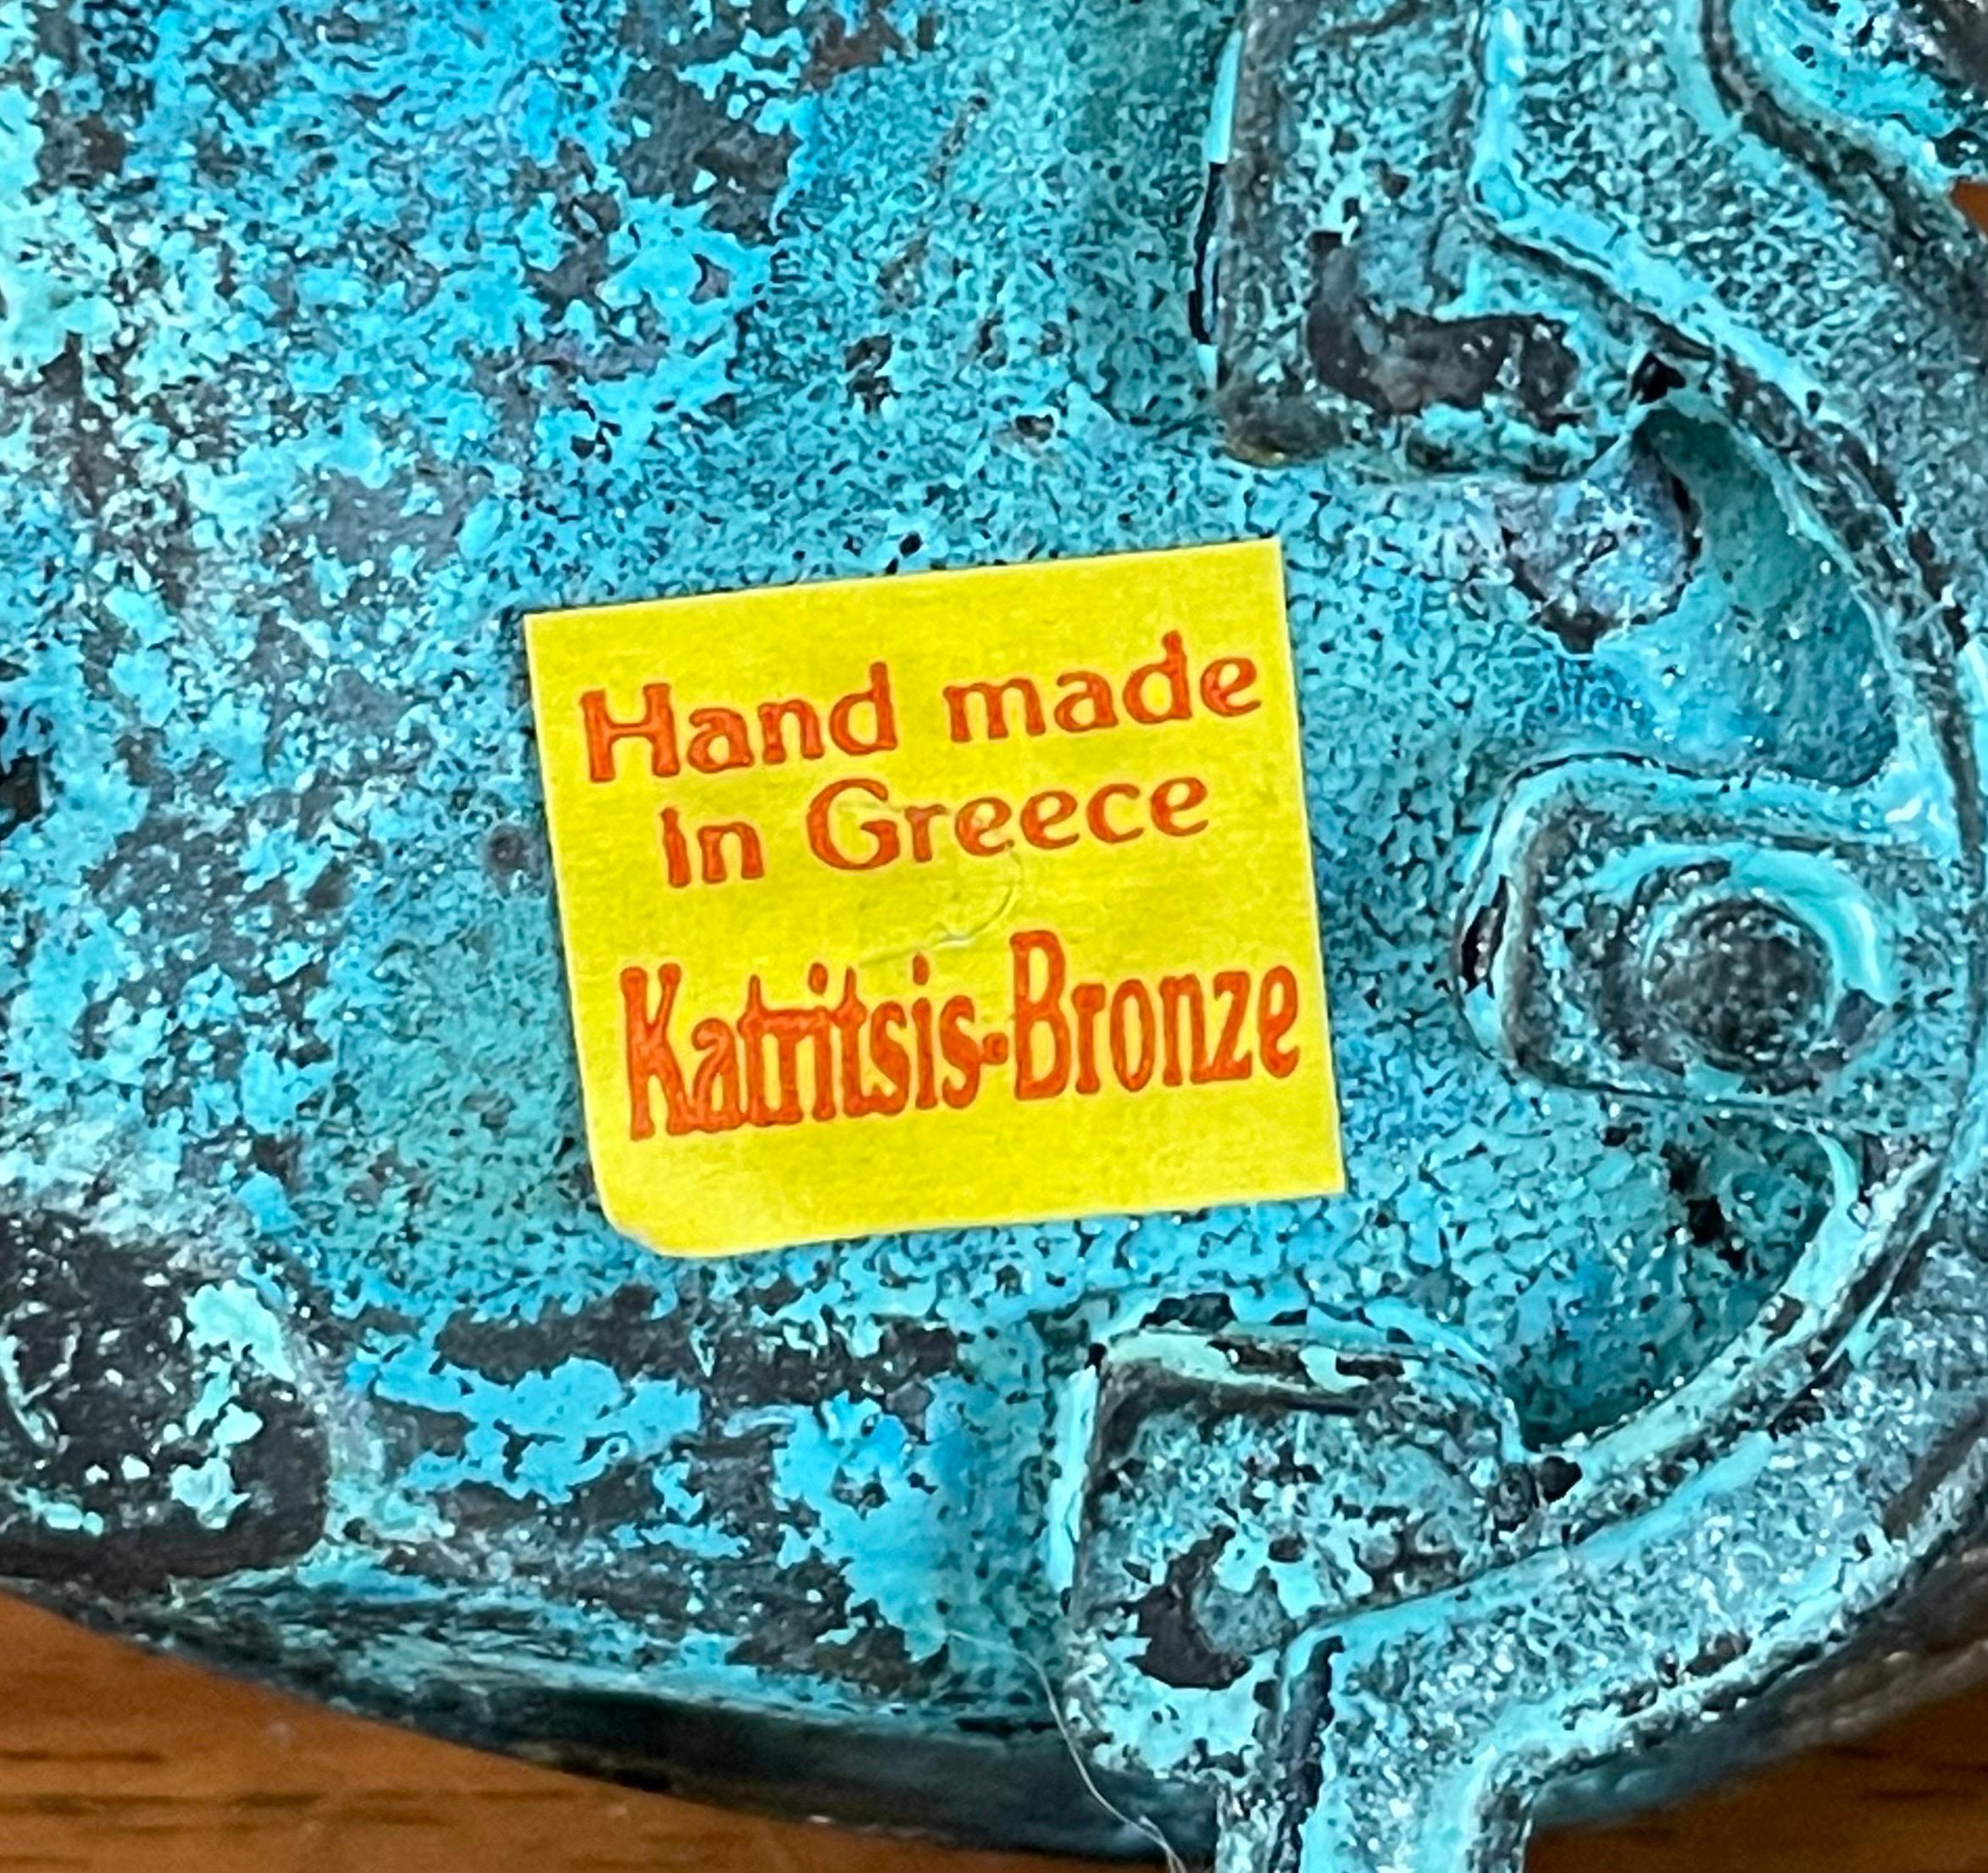 Hand made
in Greece
Katritsis-Bronze